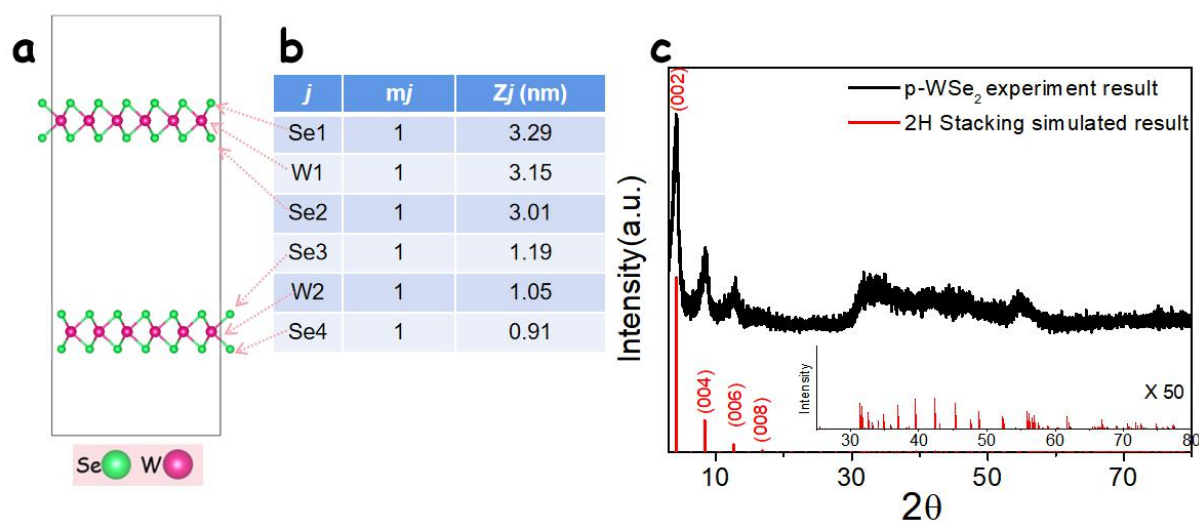 a
Se W
b
j mj Zj (nm)
Se1 1 3.29
W1 1 3.15
Se2 1 3.01
Se3 1 1.19
W2 1 1.05
Se4 1 0.91
c
p-WSe₂ experiment result
2H Stacking simulated result
(002)
(004)
(006)
(008)
Intensity(a.u.)
Intensity
X 50
30 40 50 60 70 80
10 30 50 70
2θ